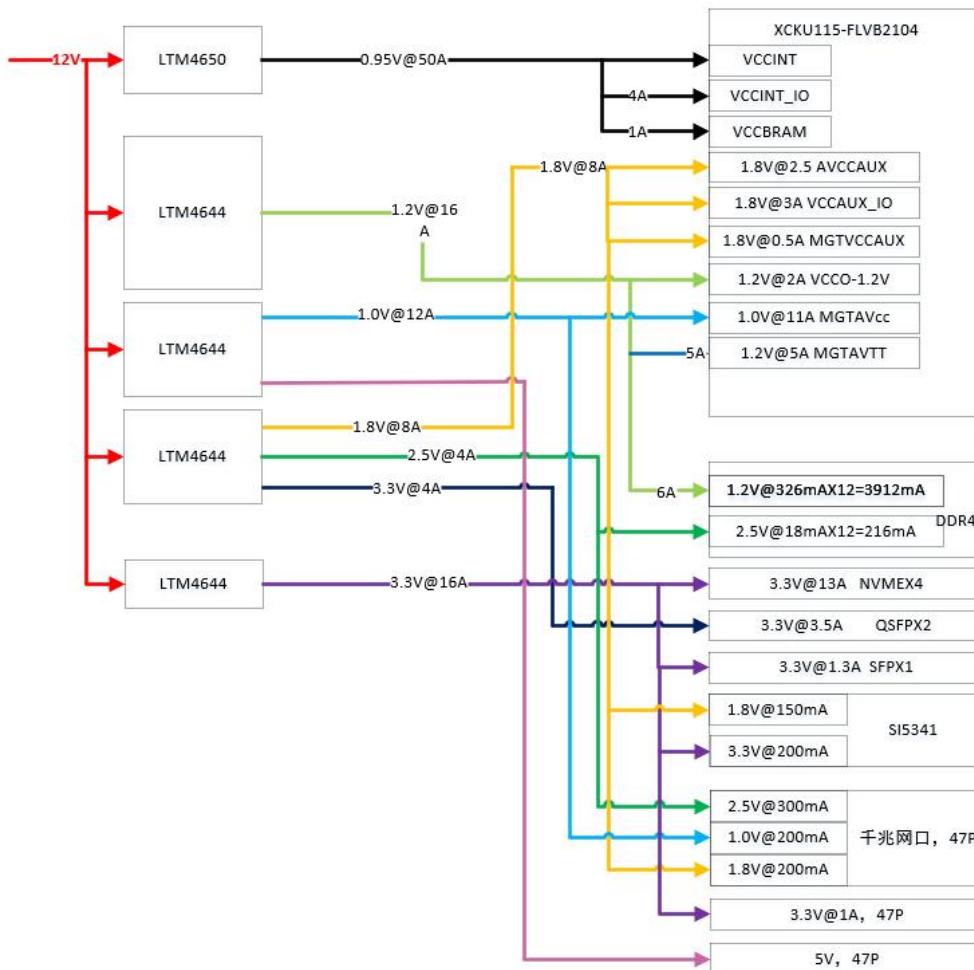 XCKU115-FLVB2104
12V
LTM4650
0.95V@50A
VCCINT
4A
VCCINT_IO
1A
VCCBRAM
LTM4644
1.2V@16
A
1.8V@8A
1.8V@2.5 AVCCAUX
1.8V@3A VCCAUX_IO
1.8V@0.5A MGTVCCAUX
1.2V@2A VCCO-1.2V
LTM4644
1.0V@12A
1.0V@11A MGTAVcc
5A
1.2V@5A MGTAVTT
LTM4644
1.8V@8A
2.5V@4A
3.3V@4A
6A
1.2V@326mAX12=3912mA
DDR4
2.5V@18mAX12=216mA
LTM4644
3.3V@16A
3.3V@13A NVMEX4
3.3V@3.5A QSFPX2
3.3V@1.3A SFPX1
1.8V@150mA
SI5341
3.3V@200mA
2.5V@300mA
1.0V@200mA
千兆网口，47P
1.8V@200mA
3.3V@1A，47P
5V，47P